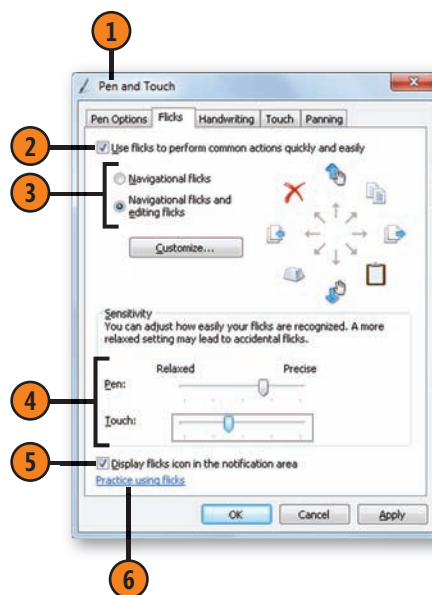 1
Pen and Touch
Pen Options Flicks Handwriting Touch Panning
2
Use flicks to perform common actions quickly and easily
3
Navigational flicks
Navigational flicks and
editing flicks
Customize...
Sensitivity
You can adjust how easily your flicks are recognized. A more
relaxed setting may lead to accidental flicks.
Relaxed Precise
4
Pen:
Touch:
5
Display flicks icon in the notification area
Practice using flicks
OK Cancel Apply
6